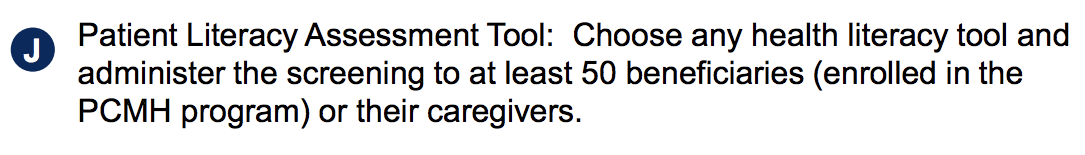 J Patient Literacy Assessment Tool:  Choose any health literacy tool and
administer the screening to at least 50 beneficiaries (enrolled in the
PCMH program) or their caregivers.